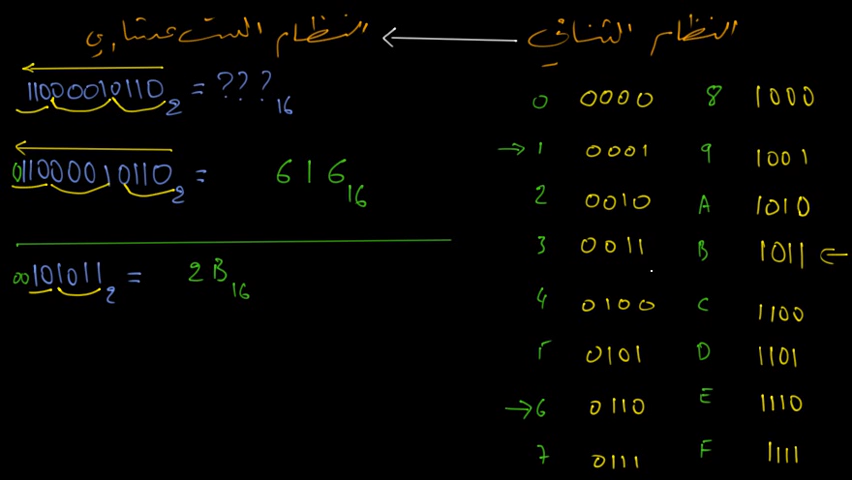 النظام الثنائي ← النظام الست عشري
11000010110₂ = ???₁₆
011000010110₂ = 616₁₆
00101011₂ = 2B₁₆
0 0000 8 1000
→ 1 0001 9 1001
2 0010 A 1010
3 0011 B 1011 ←
4 0100 C 1100
5 0101 D 1101
→ 6 0110 E 1110
7 0111 F 1111